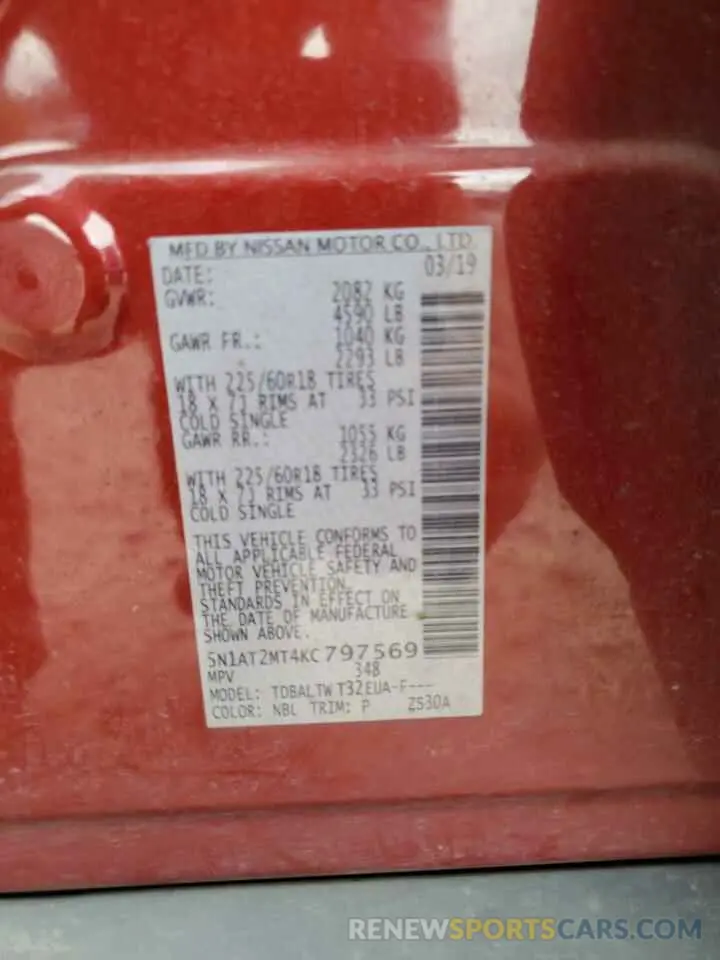 MFD BY NISSAN MOTOR CO., LTD.
DATE: 03/19
GVWR: 2082 KG
4590 LB
GAWR FR.: 1040 KG
2293 LB
WITH 225/60R18 TIRES
18 X 7J RIMS AT 33 PSI
COLD SINGLE
GAWR RR.: 1055 KG
2326 LB
WITH 225/60R18 TIRES
18 X 7J RIMS AT 33 PSI
COLD SINGLE
THIS VEHICLE CONFORMS TO
ALL APPLICABLE FEDERAL
MOTOR VEHICLE SAFETY AND
THEFT PREVENTION
STANDARDS IN EFFECT ON
THE DATE OF MANUFACTURE
SHOWN ABOVE.
5N1AT2MT4KC797569
MPV 348
MODEL: TDBALTW T32EUA-F---
COLOR: NBL TRIM: P ZS30A
RENEWSPORTSCARS.COM